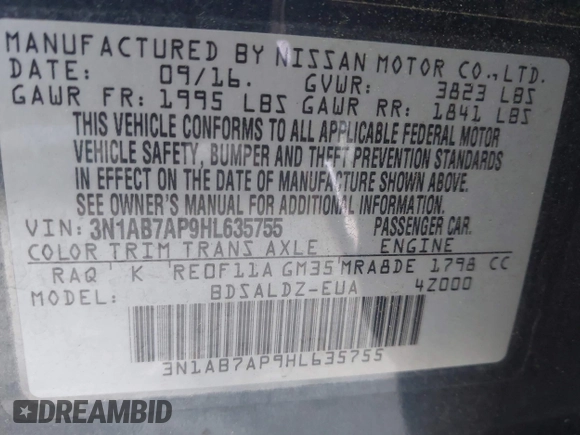 MANUFACTURED BY NISSAN MOTOR CO.,LTD.
DATE: 09/16. GVWR: 3823 LBS
GAWR FR: 1995 LBS GAWR RR: 1841 LBS
THIS VEHICLE CONFORMS TO ALL APPLICABLE FEDERAL MOTOR
VEHICLE SAFETY, BUMPER AND THEFT PREVENTION STANDARDS
IN EFFECT ON THE DATE OF MANUFACTURE SHOWN ABOVE.
SEE OWNER'S MANUAL FOR ADDITIONAL INFORMATION.
VIN: 3N1AB7AP9HL635755 PASSENGER CAR.
COLOR TRIM TRANS AXLE ENGINE
RAQ K RE0F11A GM35 MRA8DE 1798 CC
MODEL: BDSALDZ-EUA 4Z000
3N1AB7AP9HL635755
DREAMBID